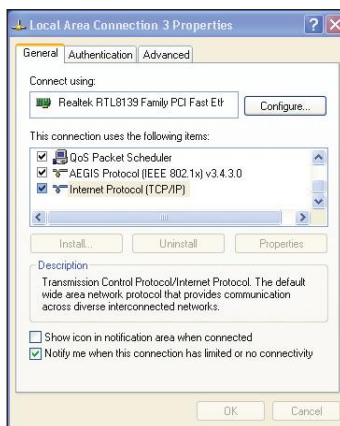 Local Area Connection 3 Properties
General
Authentication
Advanced
Connect using:
Realtek RTL8139 Family PCI Fast Eth
Configure...
This connection uses the following items:
QoS Packet Scheduler
AEGIS Protocol (IEEE 802.1x) v3.4.3.0
Internet Protocol (TCP/IP)
Install...
Uninstall
Properties
Description
Transmission Control Protocol/Internet Protocol. The default
wide area network protocol that provides communication
across diverse interconnected networks.
Show icon in notification area when connected
Notify me when this connection has limited or no connectivity
OK
Cancel